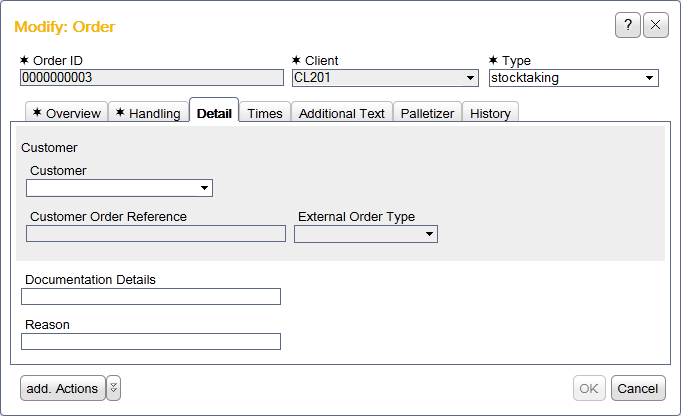 Modify: Order
?
✶ Order ID ✶ Client ✶ Type
0000000003 CL201 stocktaking
✶ Overview ✶ Handling Detail Times Additional Text Palletizer History
Customer
Customer
Customer Order Reference External Order Type
Documentation Details
Reason
add. Actions OK Cancel